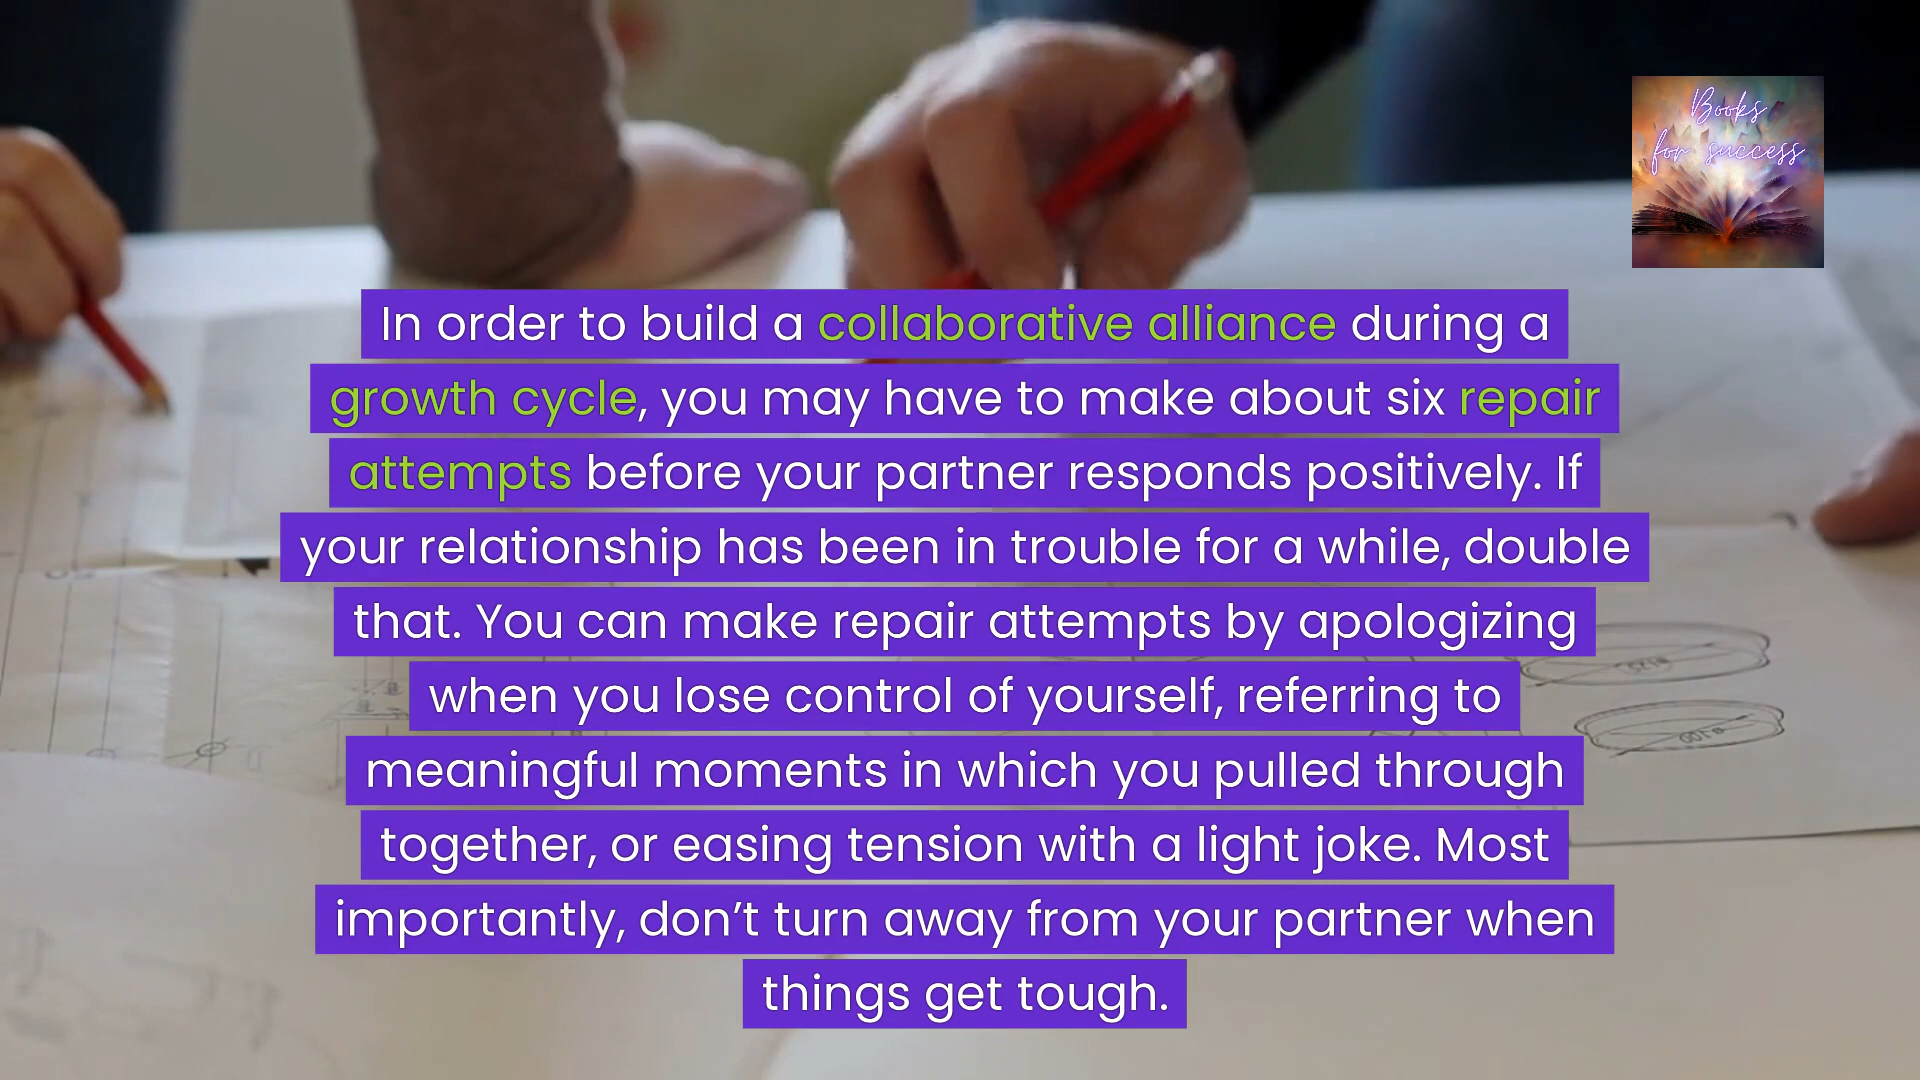 Books
for success
In order to build a collaborative alliance during a
growth cycle, you may have to make about six repair
attempts before your partner responds positively. If
your relationship has been in trouble for a while, double
that. You can make repair attempts by apologizing
when you lose control of yourself, referring to
meaningful moments in which you pulled through
together, or easing tension with a light joke. Most
importantly, don’t turn away from your partner when
things get tough.